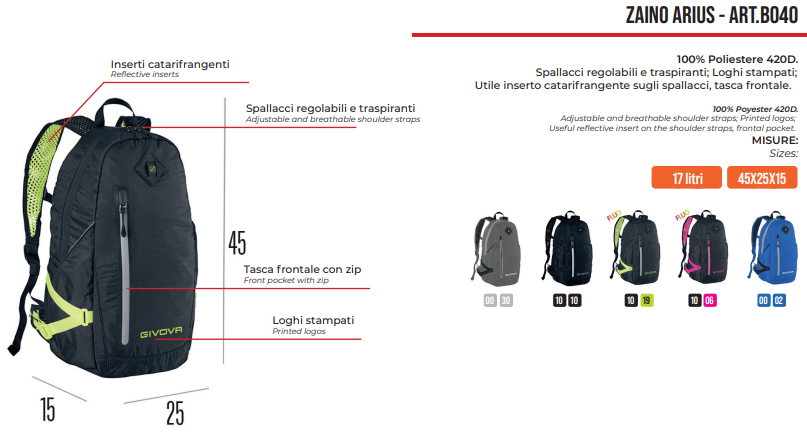 ZAINO ARIUS - ART.B040
100% Poliestere 420D.
Spallacci regolabili e traspiranti; Loghi stampati;
Utile inserto catarifrangente sugli spallacci, tasca frontale.
100% Poyester 420D.
Adjustable and breathable shoulder straps; Printed logos;
Useful reflective insert on the shoulder straps, frontal pocket.
MISURE:
Sizes:
17 litri 45X25X15
Inserti catarifrangenti
Reflective inserts
Spallacci regolabili e traspiranti
Adjustable and breathable shoulder straps
45
Tasca frontale con zip
Front pocket with zip
Loghi stampati
Printed logos
GIVOVA
15
25
FLUO
FLUO
00 30
10 10
10 19
10 06
00 02